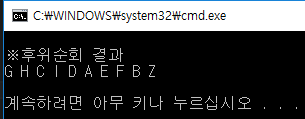 C:₩WINDOWS₩system32₩cmd.exe
※후위순회 결과
G H C I D A E F B Z
계속하려면 아무 키나 누르십시오 . . .